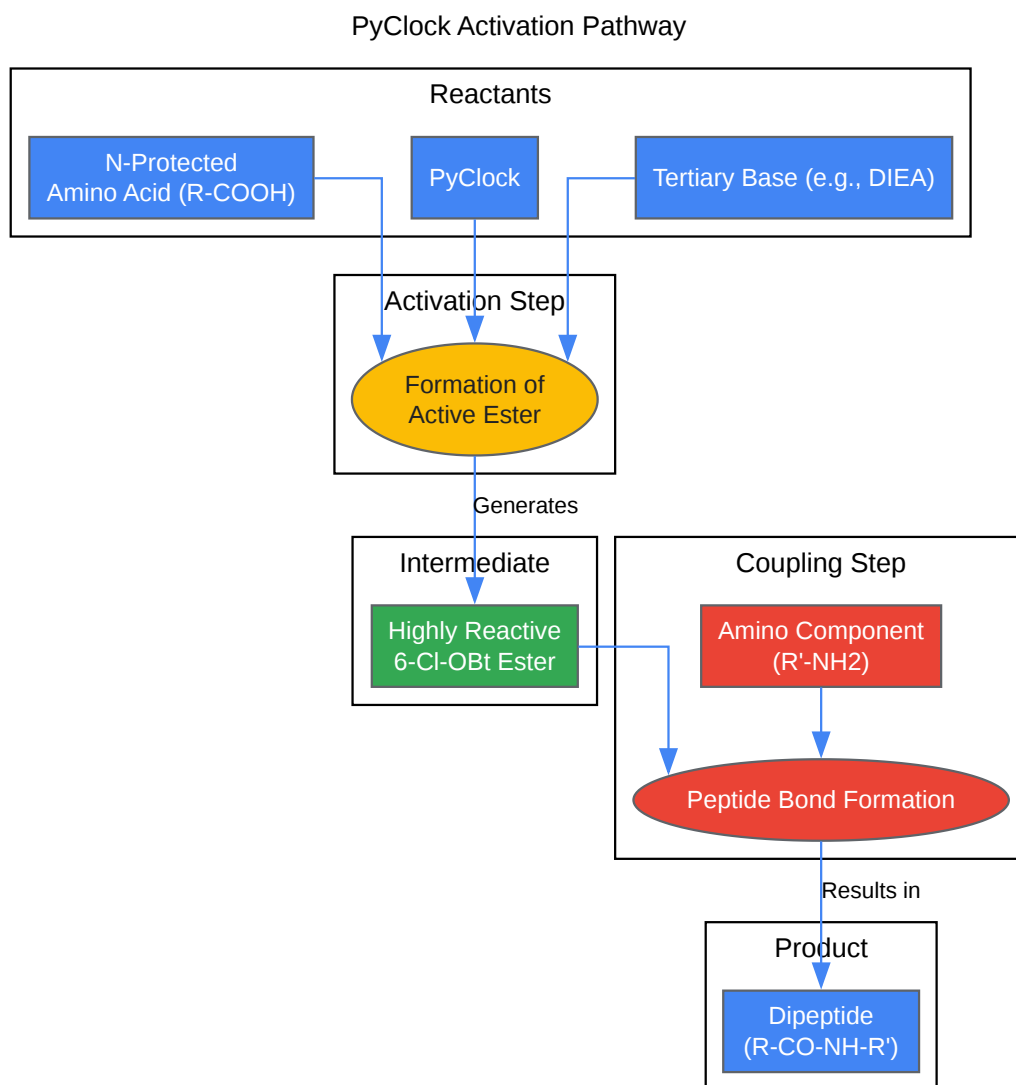 PyClock Activation Pathway
Reactants
N-Protected
Amino Acid (R-COOH)
PyClock
Tertiary Base (e.g., DIEA)
Activation Step
Formation of
Active Ester
Generates
Intermediate
Highly Reactive
6-Cl-OBt Ester
Coupling Step
Amino Component
(R'-NH2)
Peptide Bond Formation
Results in
Product
Dipeptide
(R-CO-NH-R')